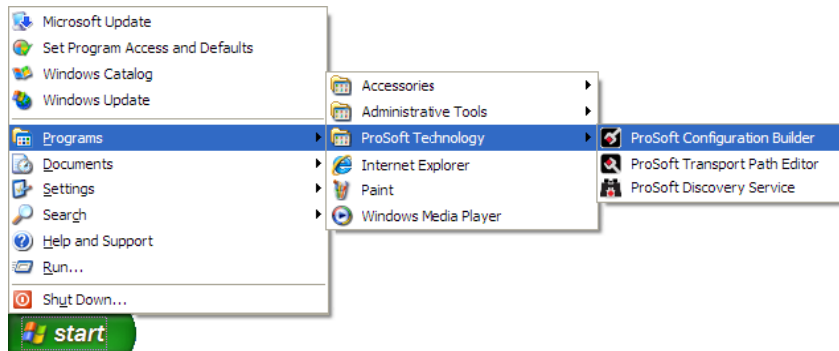 Microsoft Update
Set Program Access and Defaults
Windows Catalog
Windows Update
Programs
Documents
Settings
Search
Help and Support
Run...
Shut Down...
start
Accessories
Administrative Tools
ProSoft Technology
Internet Explorer
Paint
Windows Media Player
ProSoft Configuration Builder
ProSoft Transport Path Editor
ProSoft Discovery Service